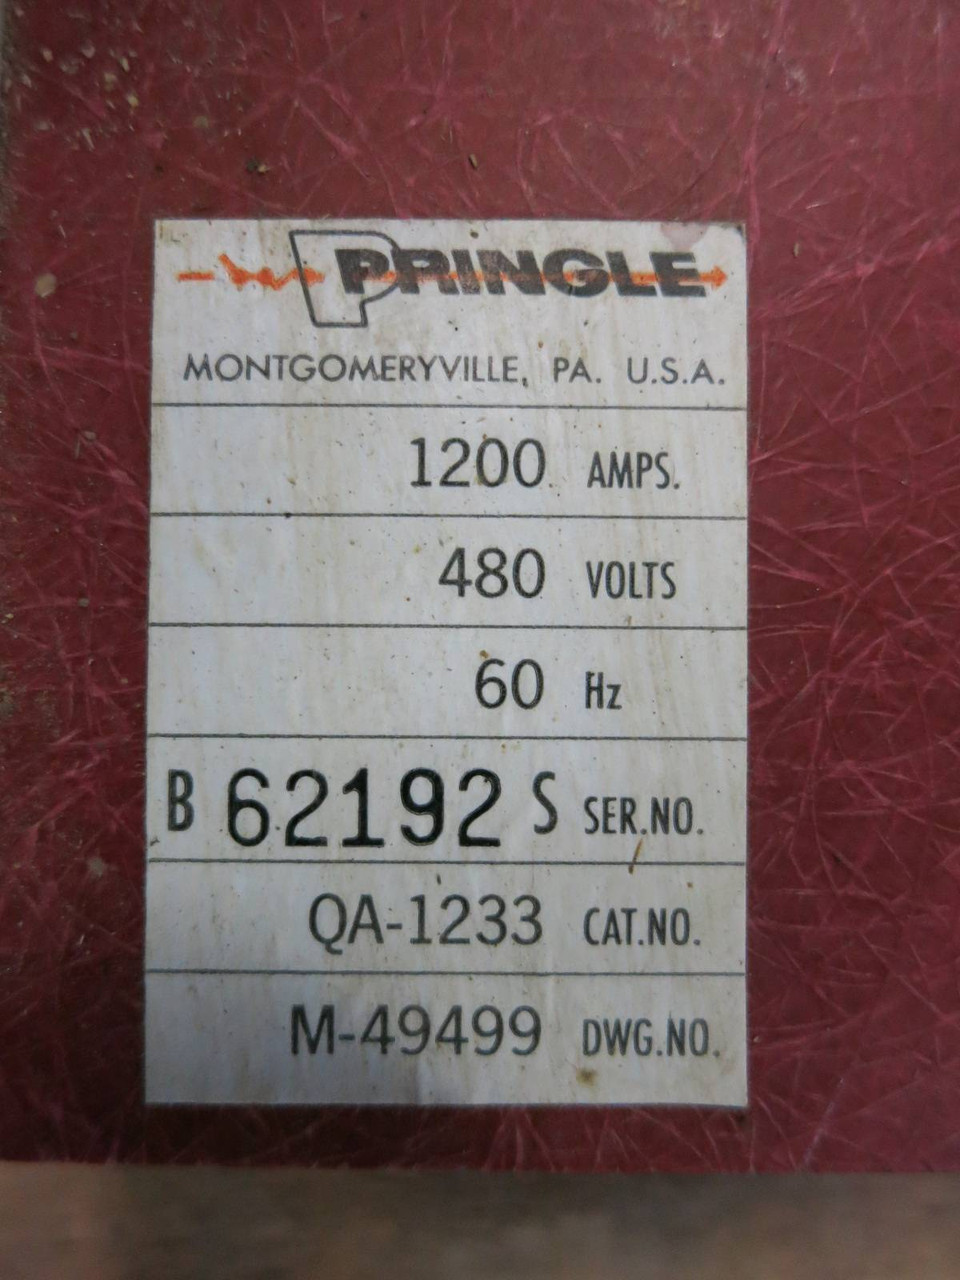 PRINGLE
MONTGOMERYVILLE, PA. U.S.A.
1200 AMPS.
480 VOLTS
60 Hz
B 62192 S SER.NO.
QA-1233 CAT.NO.
M-49499 DWG.NO.